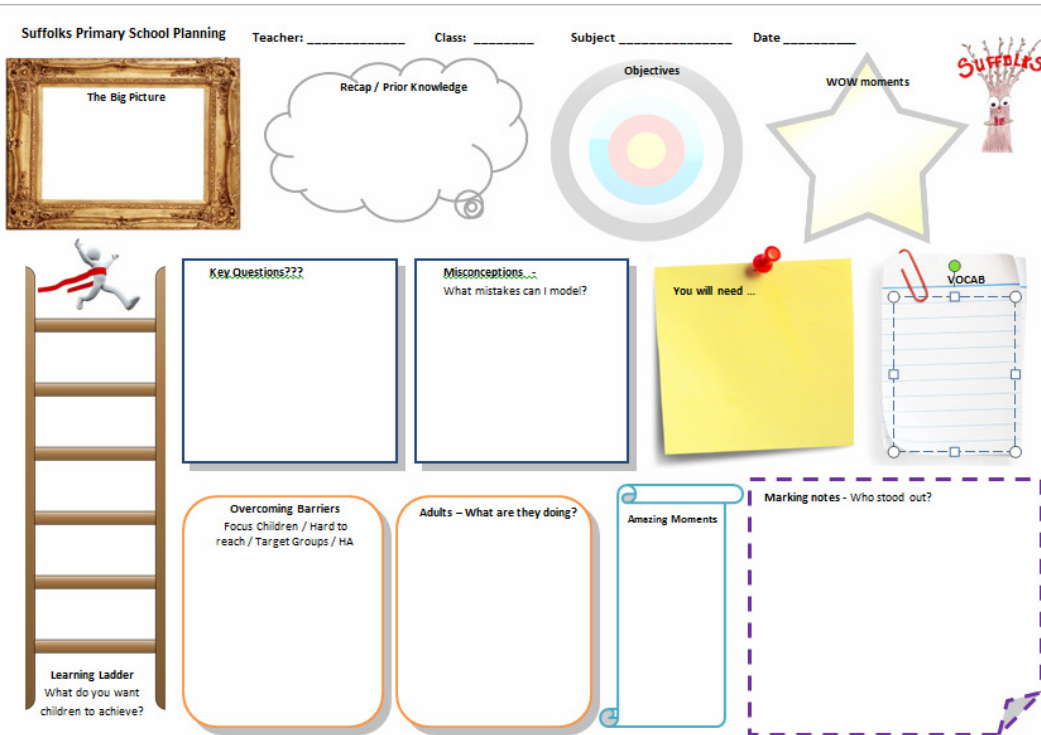 Suffolks Primary School Planning Teacher: _____________ Class: ________ Subject _______________ Date __________
The Big Picture
Recap / Prior Knowledge
Objectives
WOW moments
SUFFOLKS
Key Questions???
Misconceptions -
What mistakes can I model?
You will need ...
VOCAB
Learning Ladder
What do you want
children to achieve?
Overcoming Barriers
Focus Children / Hard to
reach / Target Groups / HA
Adults – What are they doing?
Amazing Moments
Marking notes - Who stood out?